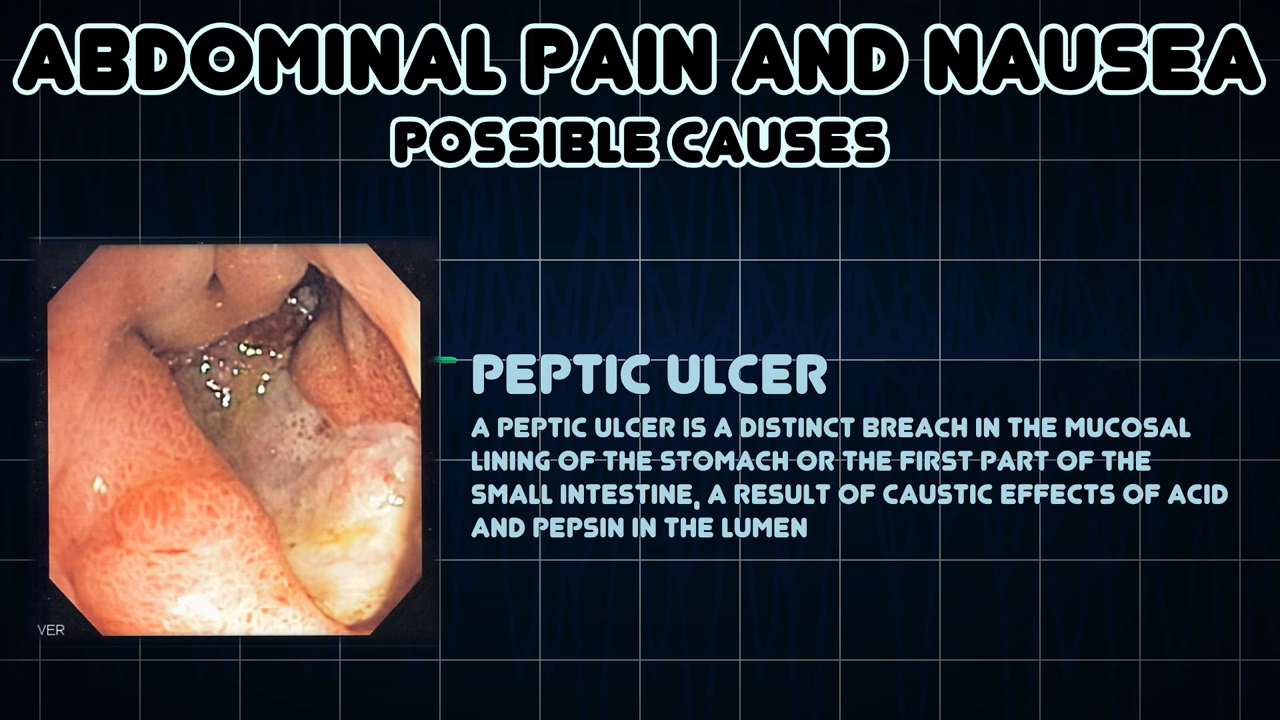 ABDOMINAL PAIN AND NAUSEA
POSSIBLE CAUSES
PEPTIC ULCER
A PEPTIC ULCER IS A DISTINCT BREACH IN THE MUCOSAL
LINING OF THE STOMACH OR THE FIRST PART OF THE
SMALL INTESTINE, A RESULT OF CAUSTIC EFFECTS OF ACID
AND PEPSIN IN THE LUMEN
VER